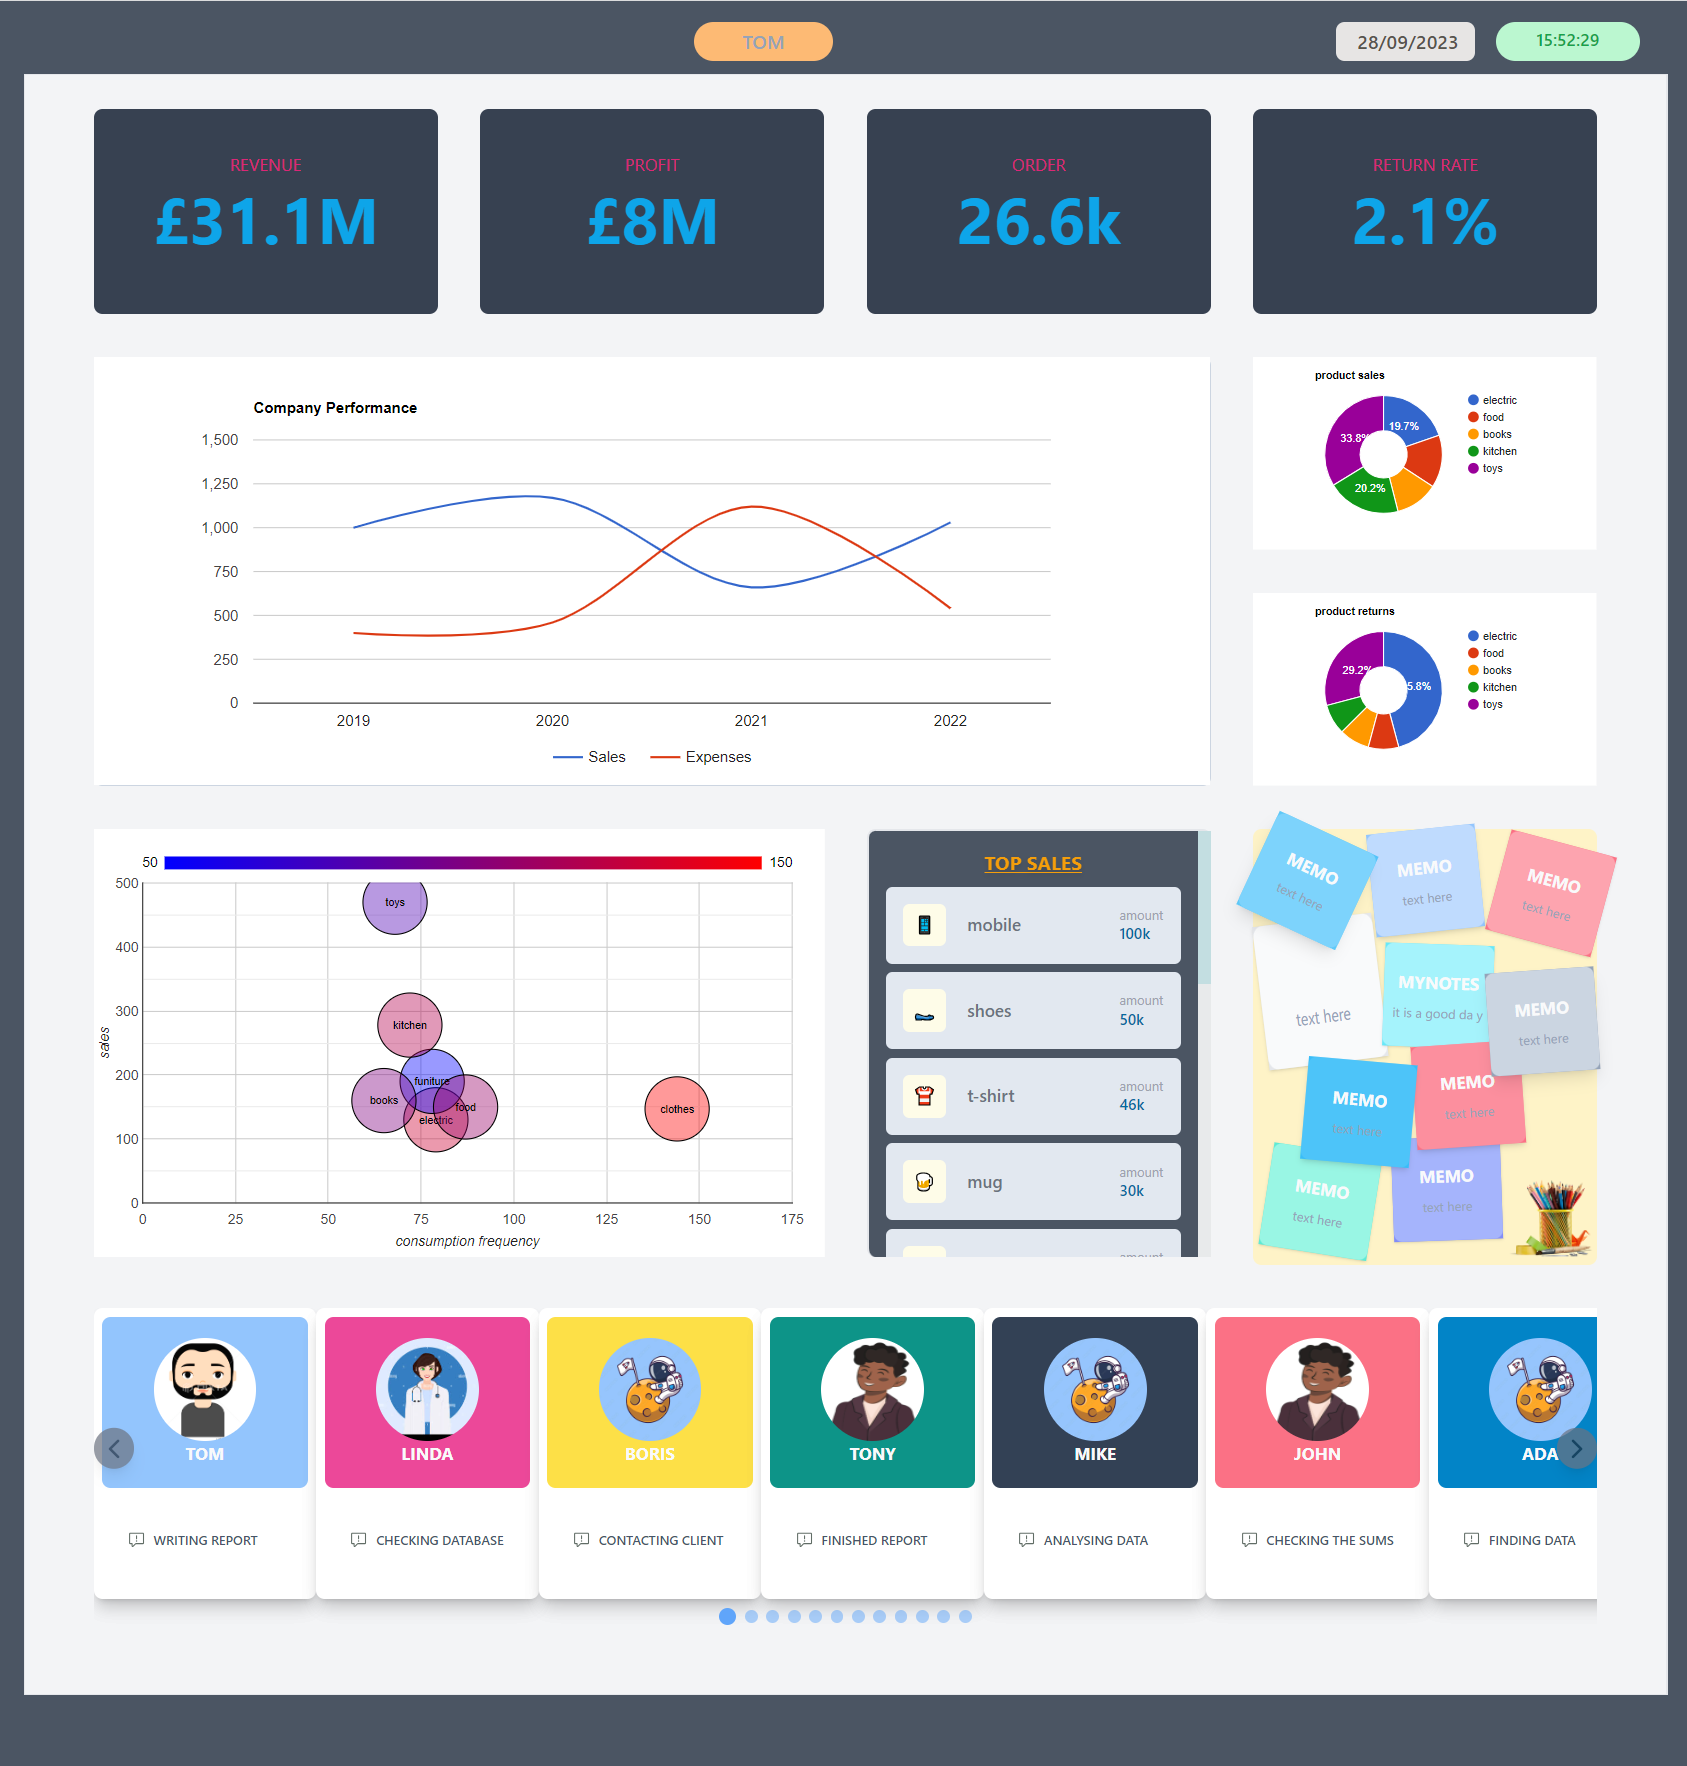 TOM
28/09/2023
15:52:29
REVENUE
£31.1M
PROFIT
£8M
ORDER
26.6k
RETURN RATE
2.1%
Company Performance
1,500
1,250
1,000
750
500
250
0
2019 2020 2021 2022
Sales Expenses
product sales
19.7%
33.8%
20.2%
electric
food
books
kitchen
toys
product returns
29.2%
5.8%
electric
food
books
kitchen
toys
50 150
500
400
300
200
100
0
sales
toys
kitchen
funiture
books
food
electric
clothes
0 25 50 75 100 125 150 175
consumption frequency
TOP SALES
mobile
amount
100k
shoes
amount
50k
t-shirt
amount
46k
mug
amount
30k
amount
MEMO
text here
MEMO
text here
MEMO
text here
text here
MYNOTES
it is a good da y
MEMO
text here
MEMO
text here
MEMO
text here
MEMO
text here
MEMO
text here
TOM
WRITING REPORT
LINDA
CHECKING DATABASE
BORIS
CONTACTING CLIENT
TONY
FINISHED REPORT
MIKE
ANALYSING DATA
JOHN
CHECKING THE SUMS
ADA
FINDING DATA